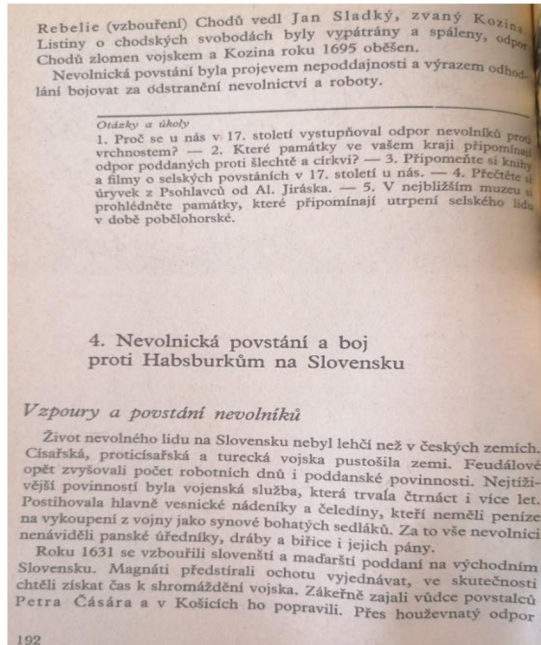 Rebelie (vzbouření) Chodů vedl Jan Sladký, zvaný Kozina
Listiny o chodských svobodách byly vypátrány a spáleny, odpor
Chodů zlomen vojskem a Kozina roku 1695 oběšen.
Nevolnická povstání byla projevem nepoddajnosti a výrazem odhod-
lání bojovat za odstranění nevolnictví a roboty.
Otázky a úkoly
1. Proč se u nás v 17. století vystupňoval odpor nevolníků proti
vrchnostem? — 2. Které památky ve vašem kraji připomínají
odpor poddaných proti šlechtě a církvi? — 3. Připomeňte si knihy
a filmy o selských povstáních v 17. století u nás. — 4. Přečtěte si
úryvek z Psohlavců od Al. Jiráska. — 5. V nejbližším muzeu si
prohlédněte památky, které připomínají utrpení selského lidu
v době pobělohorské.
4. Nevolnická povstání a boj
proti Habsburkům na Slovensku
Vzpoury a povstání nevolníků
Život nevolného lidu na Slovensku nebyl lehčí než v českých zemích.
Císařská, proticísařská a turecká vojska pustošila zemi. Feudálové
opět zvyšovali počet robotních dnů i poddanské povinnosti. Nejtíži-
vější povinností byla vojenská služba, která trvala čtrnáct i více let.
Postihovala hlavně vesnické nádeníky a čeledíny, kteří neměli peníze
na vykoupení z vojny jako synové bohatých sedláků. Za to vše nevolníci
nenáviděli panské úředníky, dráby a biřice i jejich pány.
Roku 1631 se vzbouřili slovenští a maďarští poddaní na východním
Slovensku. Magnáti předstírali ochotu vyjednávat, ve skutečnosti
chtěli získat čas k shromáždění vojska. Zákeřně zajali vůdce povstalců
Petra Čására a v Košicích ho popravili. Přes houževnatý odpor
192